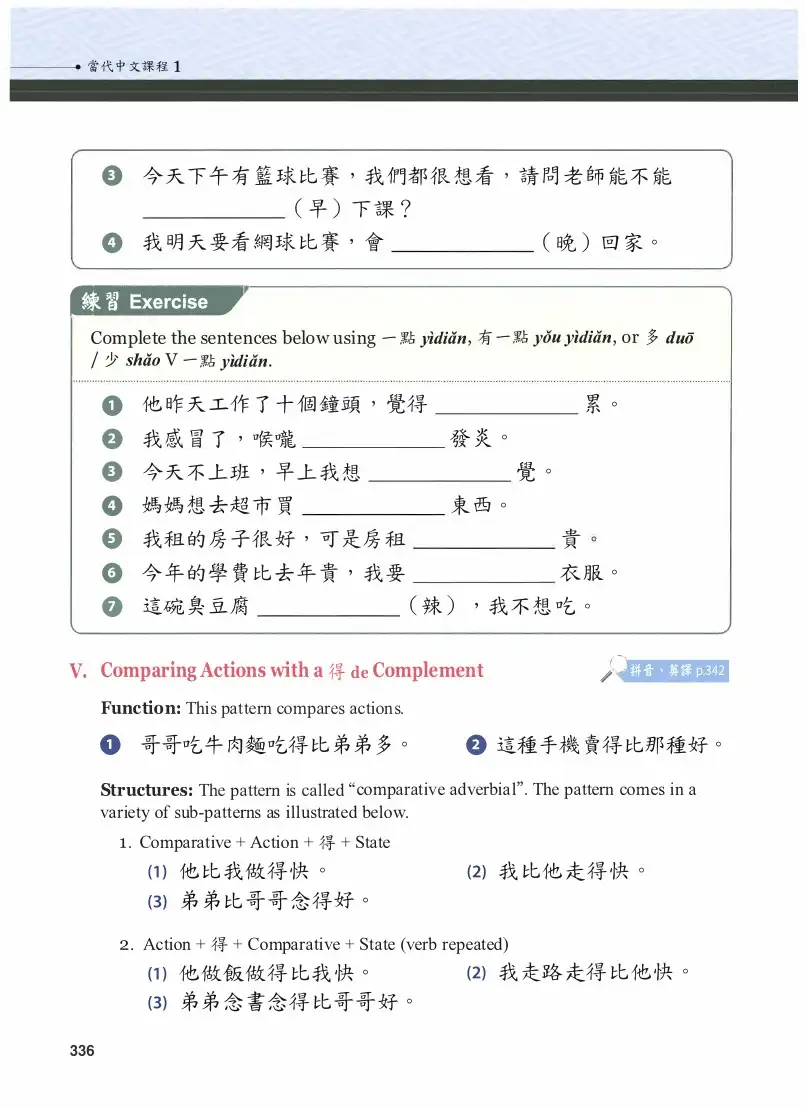 當代中文課程 1
3 今天下午有籃球比賽，我們都很想看，請問老師能不能
_____________（早）下課？
4 我明天要看網球比賽，會 _____________（晚）回家。
練習 Exercise
Complete the sentences below using 一點 yìdiǎn, 有一點 yǒu yìdiǎn, or 多 duō
/ 少 shǎo V 一點 yìdiǎn.
1 他昨天工作了十個鐘頭，覺得 _____________ 累。
2 我感冒了，喉嚨 _____________ 發炎。
3 今天不上班，早上我想 _____________ 覺。
4 媽媽想去超市買 _____________ 東西。
5 我租的房子很好，可是房租 _____________ 貴。
6 今年的學費比去年貴，我要 _____________ 衣服。
7 這碗臭豆腐 _____________（辣），我不想吃。
V. Comparing Actions with a 得 de Complement
拼音、英譯 p.342
Function: This pattern compares actions.
1 哥哥吃牛肉麵吃得比弟弟多。 2 這種手機賣得比那種好。
Structures: The pattern is called “comparative adverbial”. The pattern comes in a
variety of sub-patterns as illustrated below.
1. Comparative + Action + 得 + State
(1) 他比我做得快。 (2) 我比他走得快。
(3) 弟弟比哥哥念得好。
2. Action + 得 + Comparative + State (verb repeated)
(1) 他做飯做得比我快。 (2) 我走路走得比他快。
(3) 弟弟念書念得比哥哥好。
336